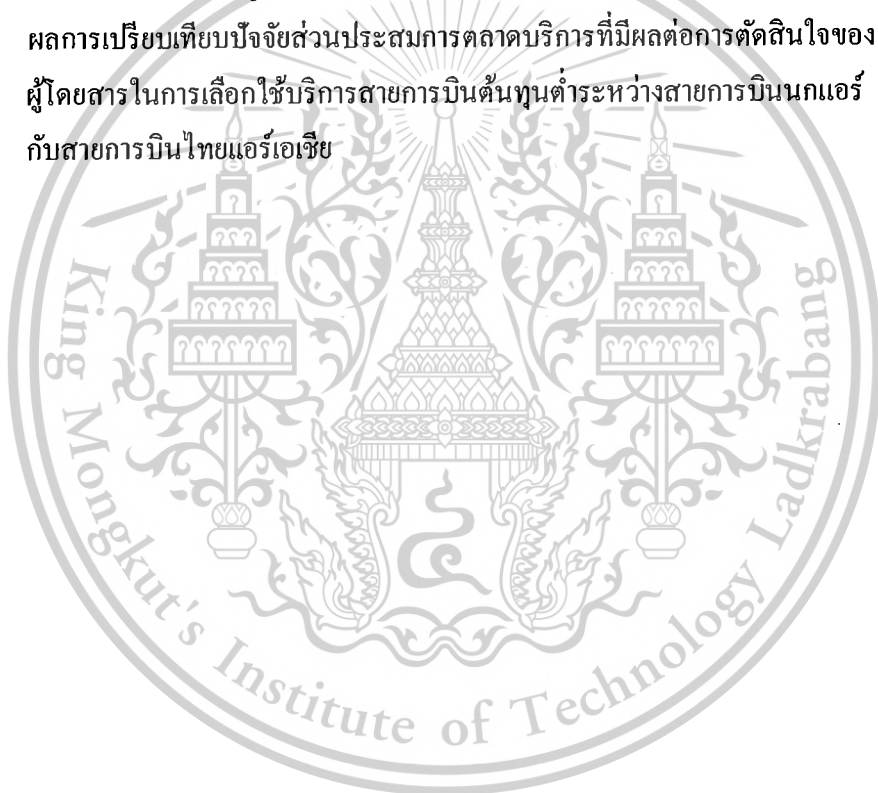 ผลการเปรียบเทียบปัจจัยส่วนประสมการตลาดบริการที่มีผลต่อการตัดสินใจของ
ผู้โดยสารในการเลือกใช้บริการสายการบินต้นทุนต่ำระหว่างสายการบินนกแอร์
กับสายการบินไทยแอร์เอเชีย
King Mongkut's Institute of Technology Ladkrabang